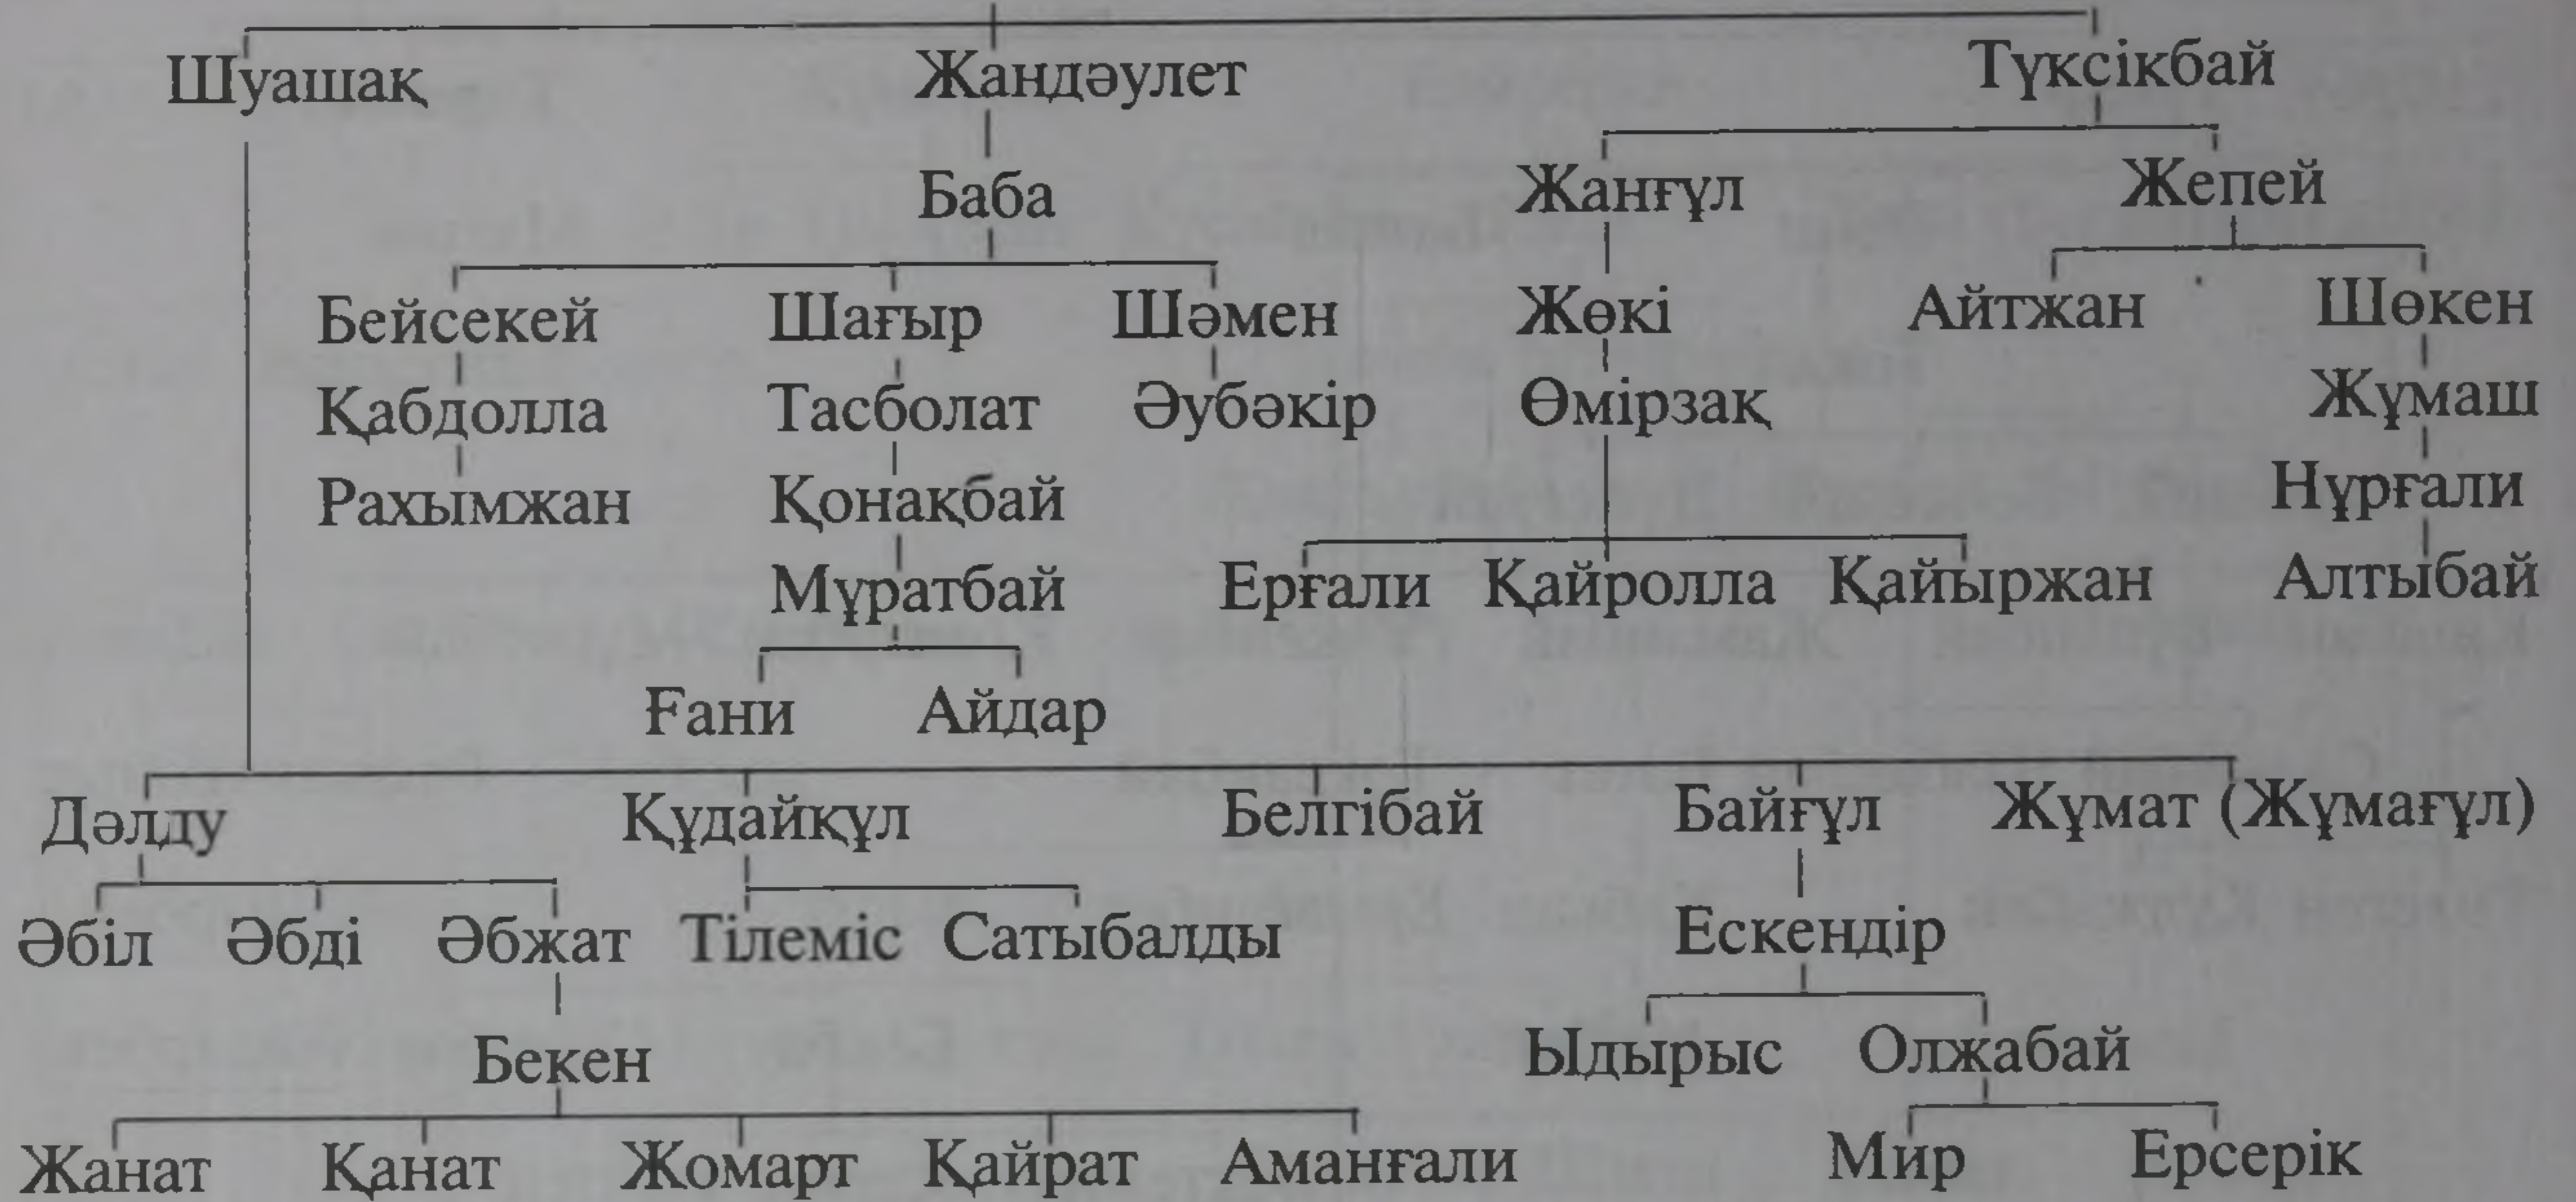 Шуашақ Жандәулет Түксікбай
Баба Жанғұл Жепей
Бейсекей Шағыр Шәмен Жөкі Айтжан Шөкен
Қабдолла Тасболат Әубәкір Өмірзақ Жұмаш
Рахымжан Қонақбай Нұрғали
Мұратбай Ерғали Қайролла Қайыржан Алтыбай
Ғани Айдар
Дәлду Құдайқұл Белгібай Байғұл Жұмат (Жұмағұл)
Әбіл Әбді Әбжат Тілеміс Сатыбалды Ескендір
Бекен Ыдырыс Олжабай
Жанат Қанат Жомарт Қайрат Аманғали Мир Ерсерік